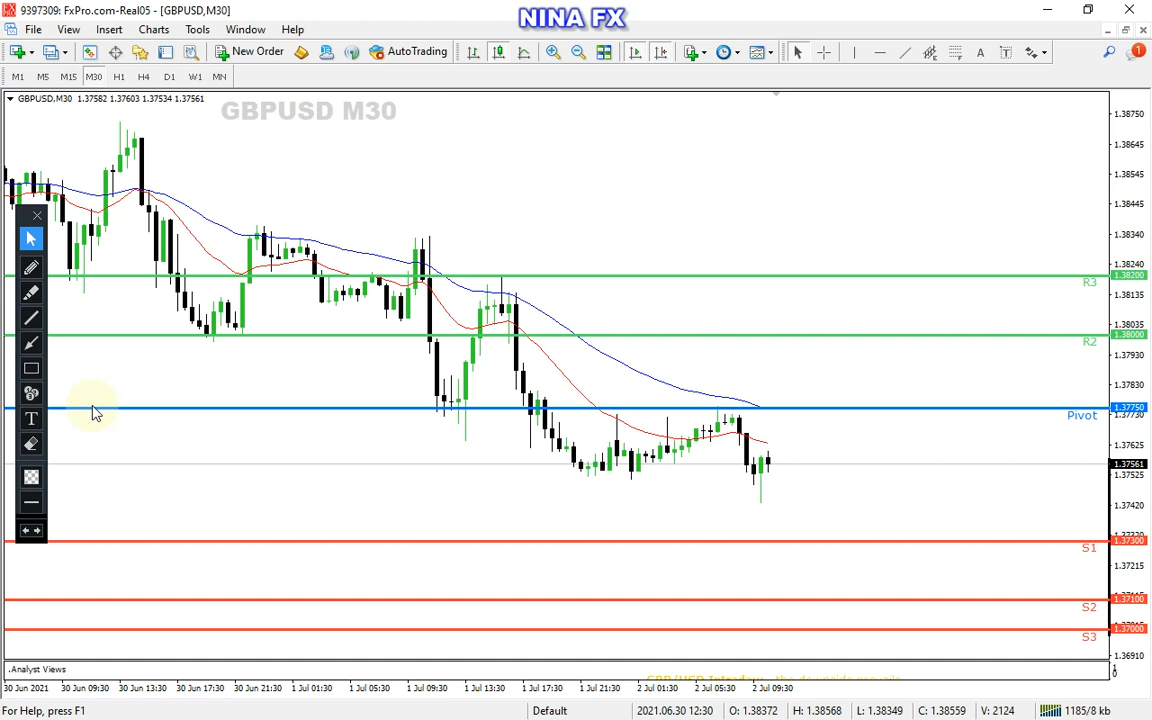 9397309: FxPro.com-Real05 - [GBPUSD,M30]
NINA FX
File View Insert Charts Tools Window Help
New Order AutoTrading
A T 1
M1 M5 M15 M30 H1 H4 D1 W1 MN
GBPUSD,M30 1.37582 1.37603 1.37534 1.37561
GBPUSD M30
1.38750
1.38645
1.38545
1.38445
1.38340
1.38240
1.38200
R3
1.38135
1.38035
1.38000
R2
1.37930
1.37830
1.37750
Pivot
1.37730
T
1.37625
1.37561
1.37525
1.37420
1.37300
S1
1.37215
1.37100
S2
1.37000
S3
1.36910
.Analyst Views
1
0
30 Jun 2021 30 Jun 09:30 30 Jun 13:30 30 Jun 17:30 30 Jun 21:30 1 Jul 01:30 1 Jul 05:30 1 Jul 09:30 1 Jul 13:30 1 Jul 17:30 1 Jul 21:30 2 Jul 01:30 2 Jul 05:30 2 Jul 09:30
For Help, press F1 Default 2021.06.30 12:30 O: 1.38372 H: 1.38568 L: 1.38349 C: 1.38559 V: 2124 1185/8 kb